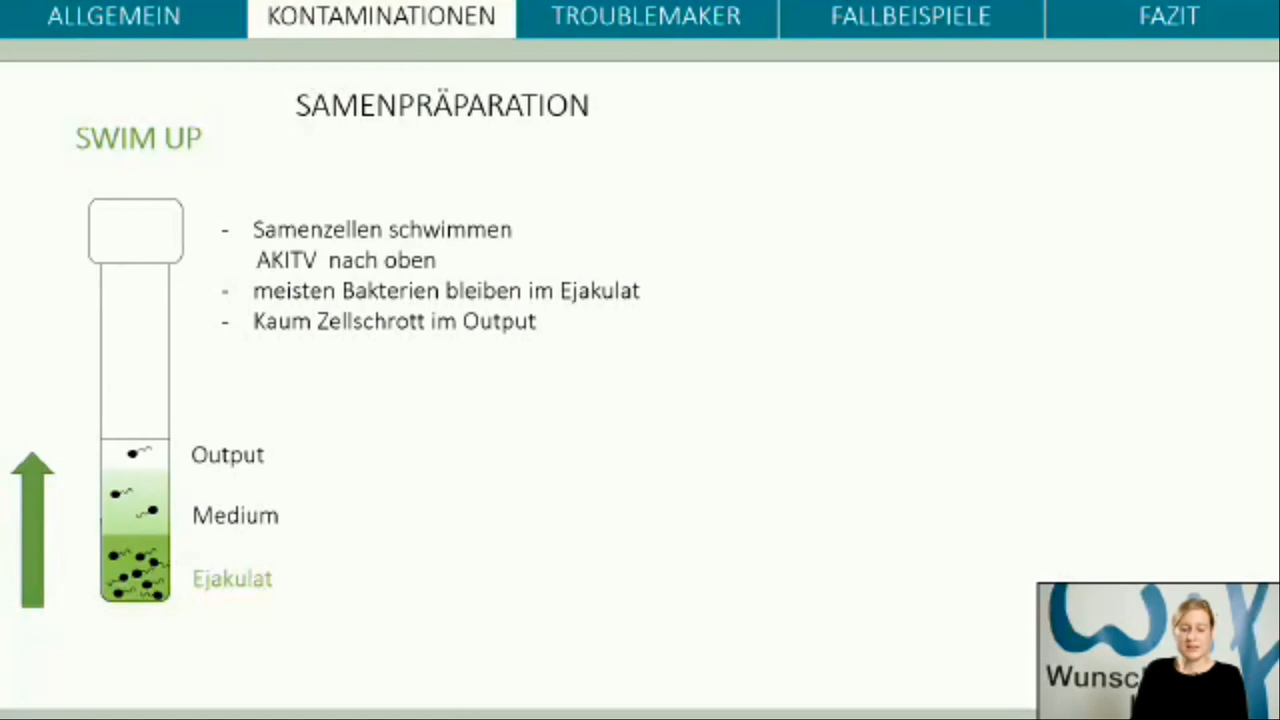 ALLGEMEIN
KONTAMINATIONEN
TROUBLEMAKER
FALLBEISPIELE
FAZIT
SAMENPRÄPARATION
SWIM UP
- Samenzellen schwimmen
AKITV nach oben
- meisten Bakterien bleiben im Ejakulat
- Kaum Zellschrott im Output
Output
Medium
Ejakulat